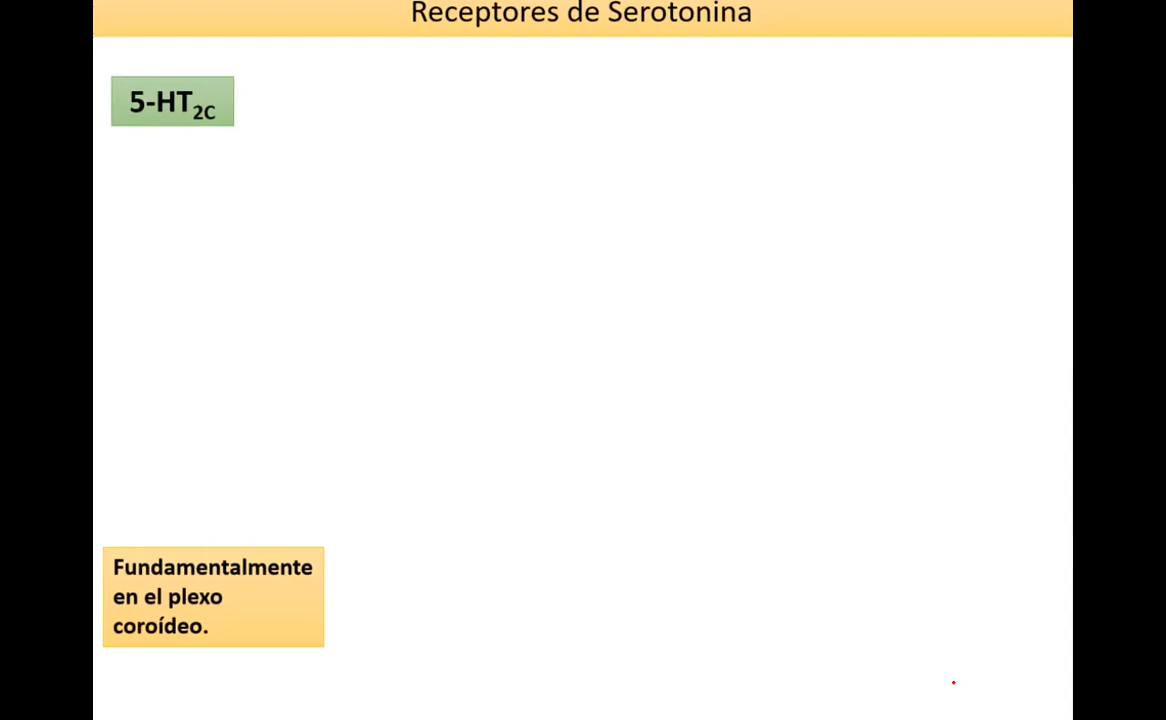 Receptores de Serotonina
5-HT2C
Fundamentalmente
en el plexo
coroídeo.